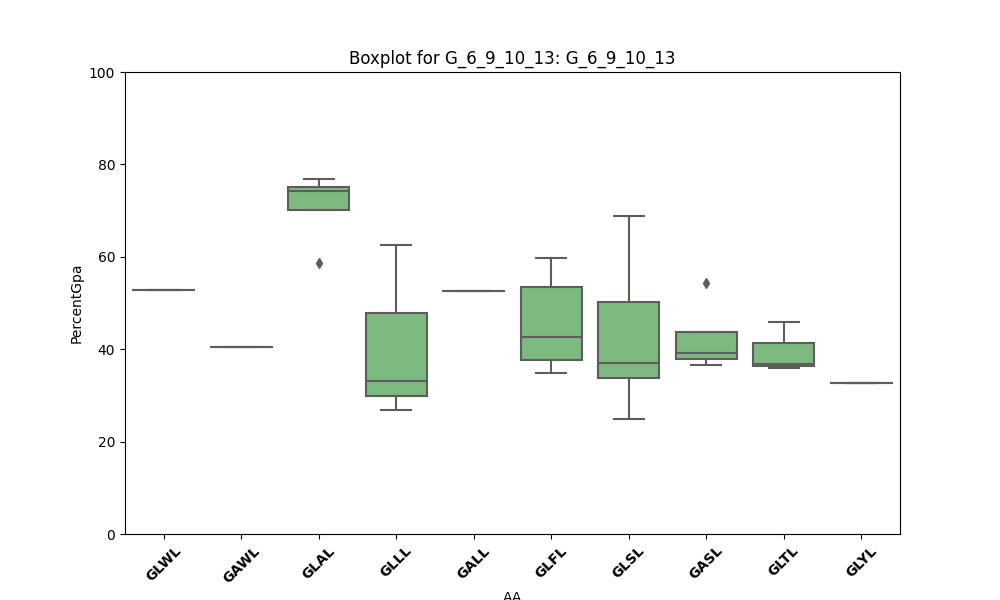 Boxplot for G_6_9_10_13: G_6_9_10_13
100
80
60
40
20
0
PercentGpa
GLWL
GAWL
GLAL
GLLL
GALL
GLFL
GLSL
GASL
GLTL
GLYL
AA